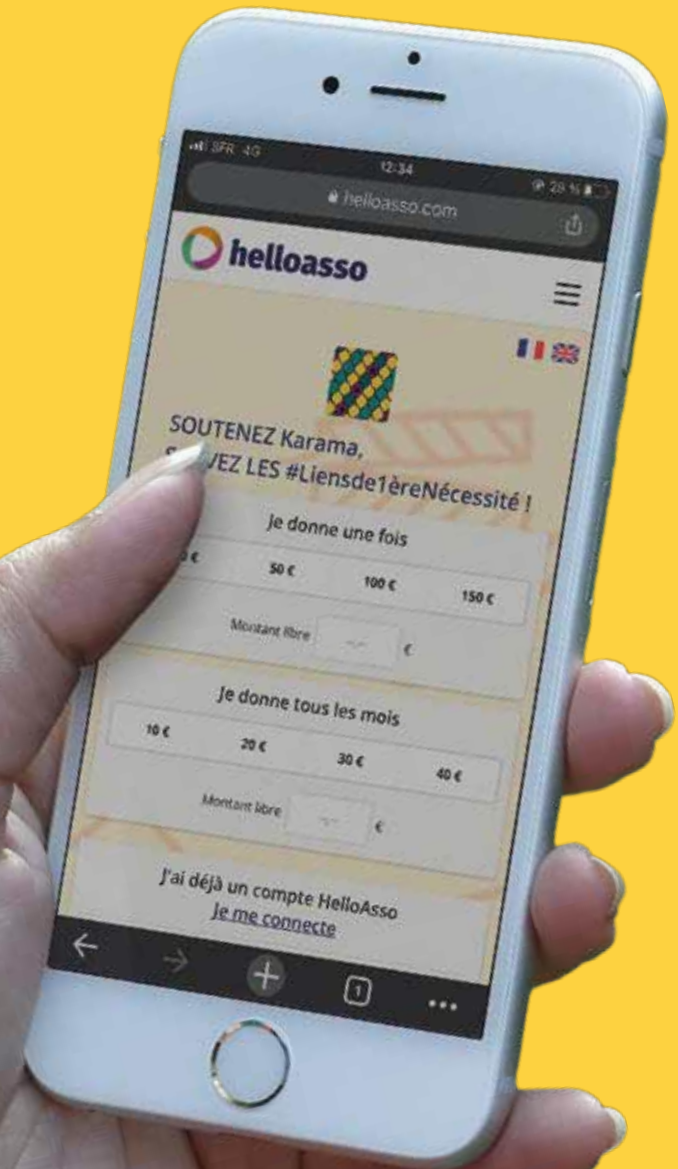 SFR 4G
12:34
29 %
helloasso.com
helloasso
SOUTENEZ Karama,
LES #Liensde1èreNécessité !
Je donne une fois
50 € 100 € 150 €
Montant libre --.-- €
Je donne tous les mois
10 € 20 € 30 € 40 €
Montant libre --.-- €
J'ai déjà un compte HelloAsso
Je me connecte
1